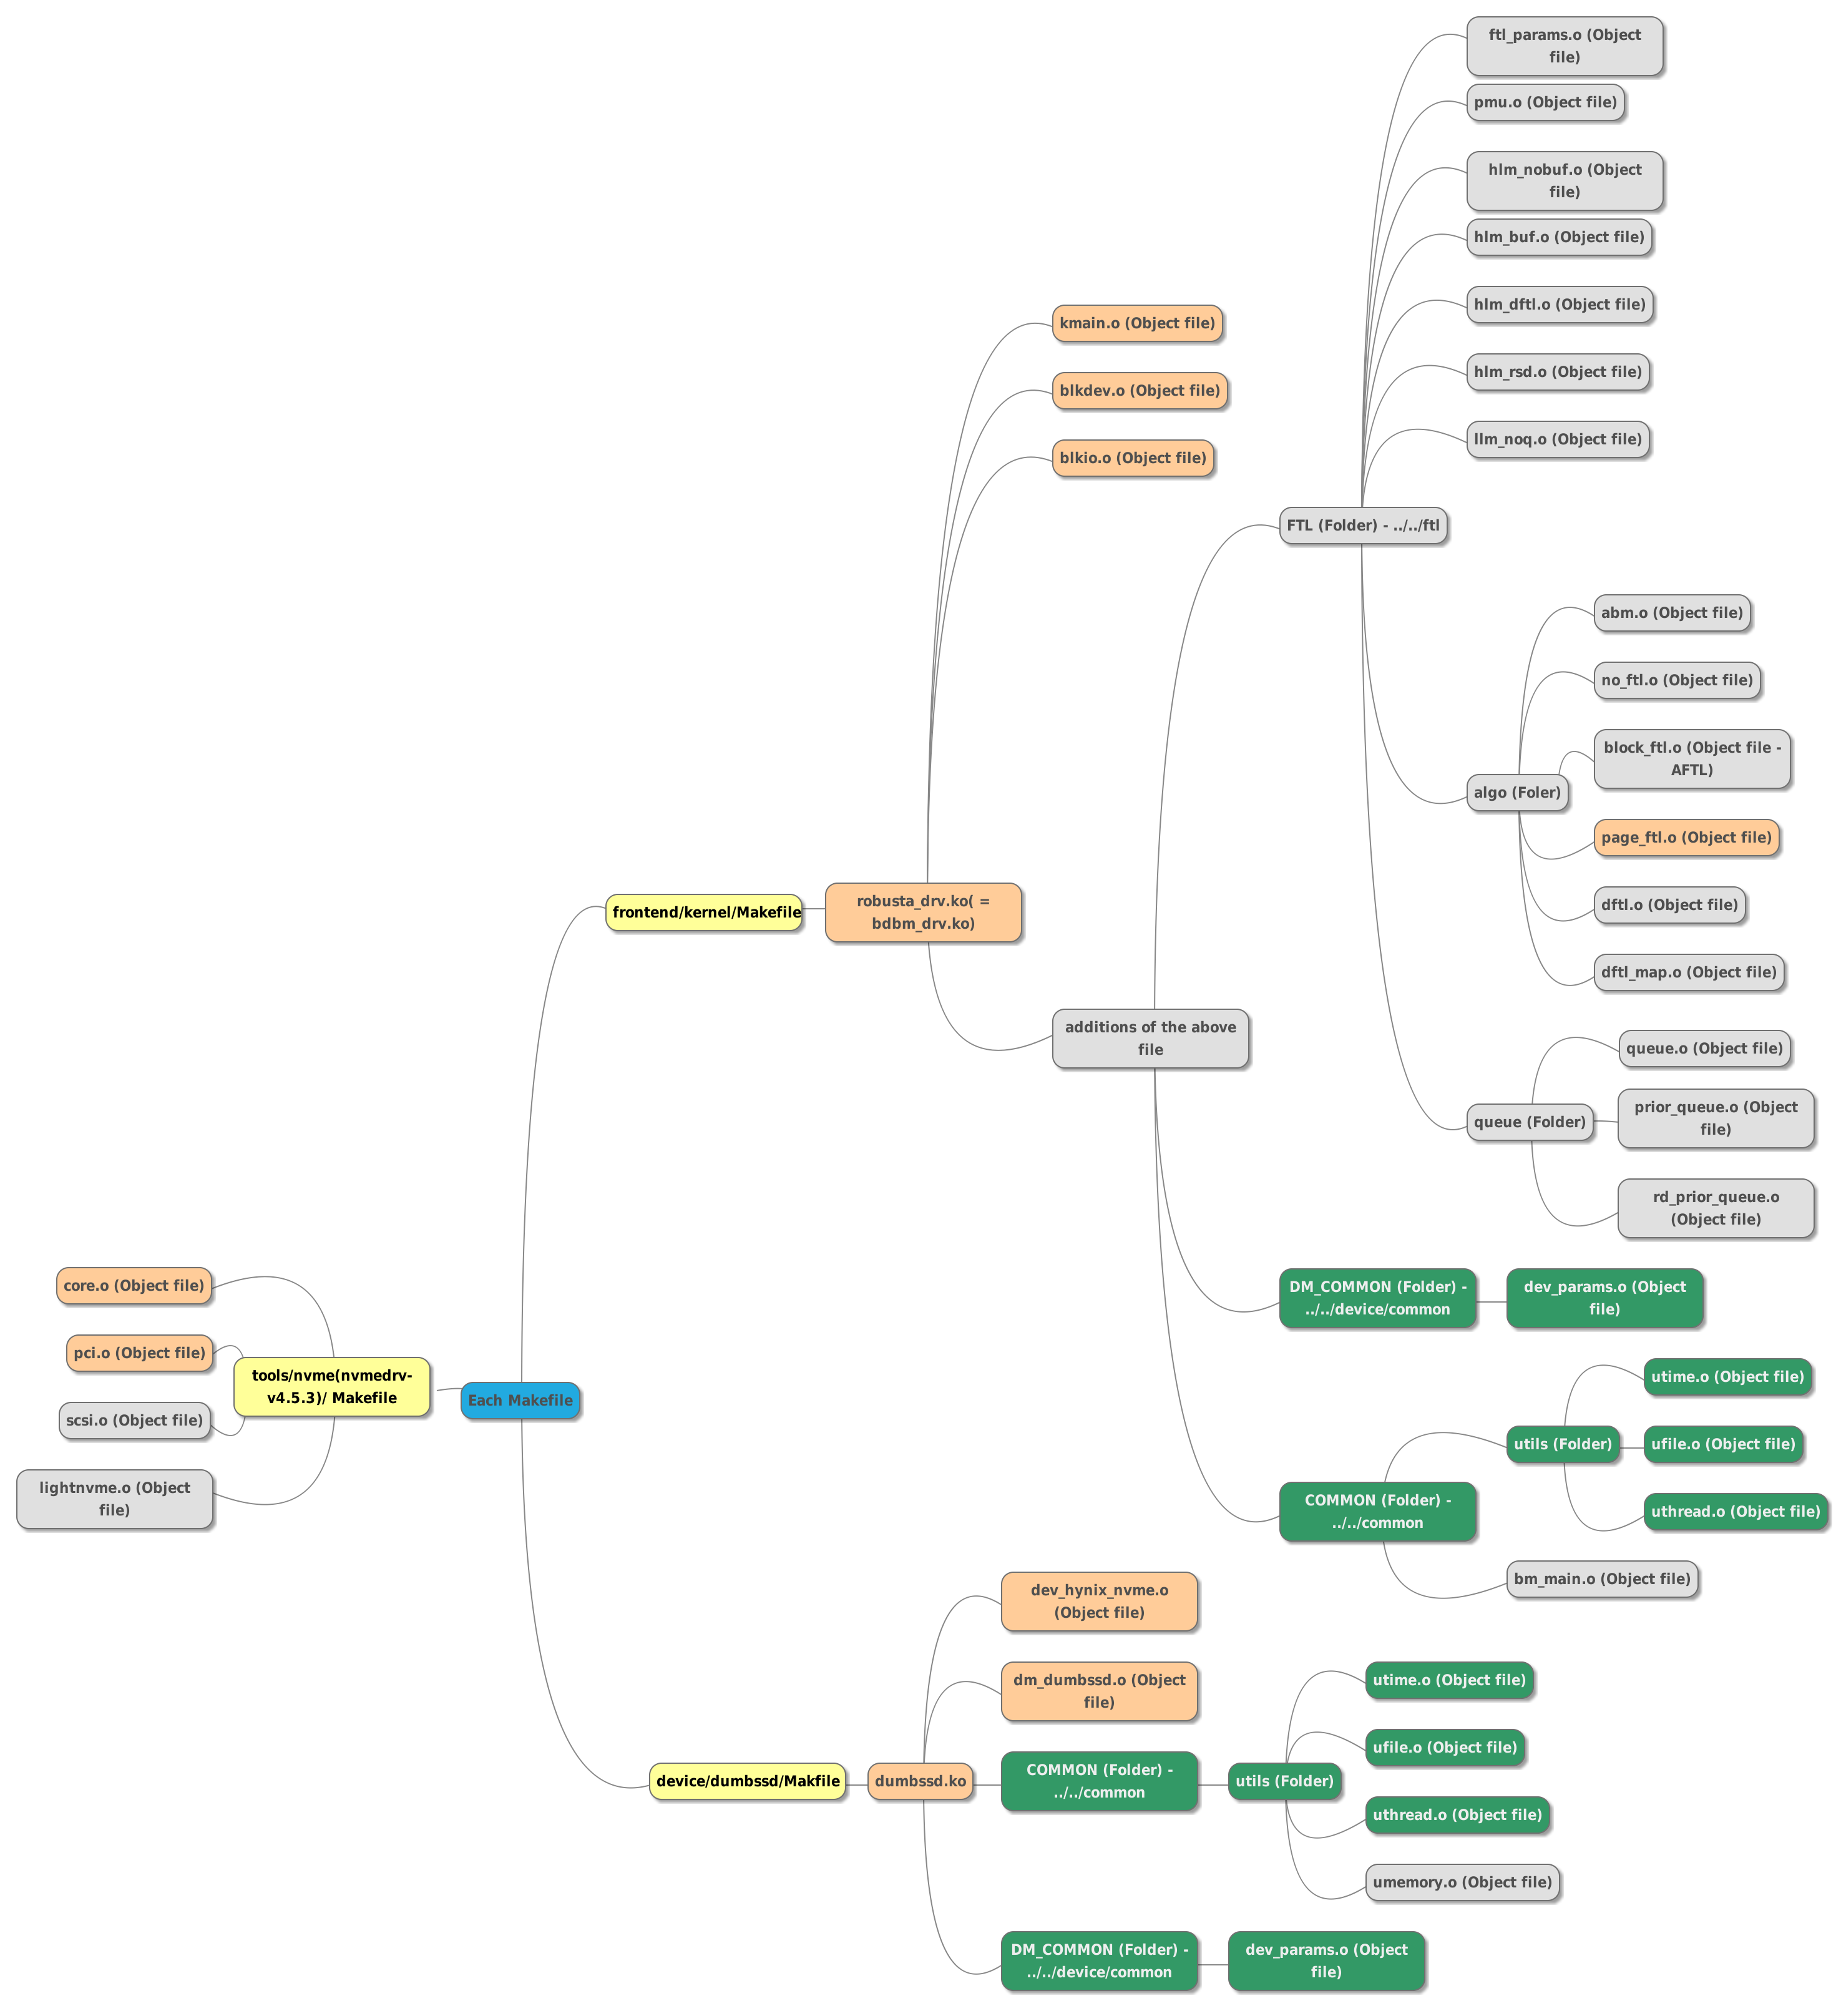 ftl_params.o (Object
file)
pmu.o (Object file)
hlm_nobuf.o (Object
file)
hlm_buf.o (Object file)
hlm_dftl.o (Object file)
hlm_rsd.o (Object file)
llm_noq.o (Object file)
kmain.o (Object file)
blkdev.o (Object file)
blkio.o (Object file)
FTL (Folder) - ../../ftl
abm.o (Object file)
no_ftl.o (Object file)
block_ftl.o (Object file -
AFTL)
algo (Foler)
page_ftl.o (Object file)
dftl.o (Object file)
dftl_map.o (Object file)
frontend/kernel/Makefile
robusta_drv.ko( =
bdbm_drv.ko)
additions of the above
file
queue.o (Object file)
queue (Folder)
prior_queue.o (Object
file)
rd_prior_queue.o
(Object file)
DM_COMMON (Folder) -
../../device/common
dev_params.o (Object
file)
core.o (Object file)
pci.o (Object file)
scsi.o (Object file)
lightnvme.o (Object
file)
tools/nvme(nvmedrv-
v4.5.3)/ Makefile
Each Makefile
utime.o (Object file)
utils (Folder)
ufile.o (Object file)
uthread.o (Object file)
COMMON (Folder) -
../../common
bm_main.o (Object file)
dev_hynix_nvme.o
(Object file)
dm_dumbssd.o (Object
file)
device/dumbssd/Makfile
dumbssd.ko
COMMON (Folder) -
../../common
utils (Folder)
utime.o (Object file)
ufile.o (Object file)
uthread.o (Object file)
umemory.o (Object file)
DM_COMMON (Folder) -
../../device/common
dev_params.o (Object
file)